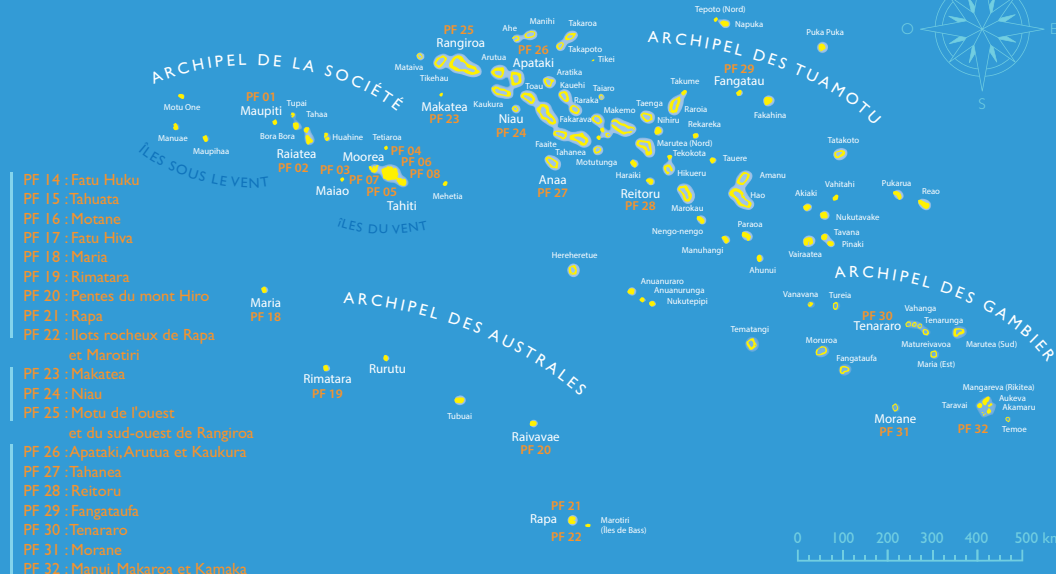 Tepoto (Nord)
Napuka
Puka Puka
O
E
S
ARCHIPEL DE LA SOCIÉTÉ
ARCHIPEL DES TUAMOTU
PF 25
Rangiroa
Mataiva
Tikehau
Ahe
Manihi
Takaroa
Takapoto
Tikei
PF 26
Apataki
Arutua
Aratika
Kauehi
Taiaro
Toau
Raraka
Kaukura
Niau
PF 24
Makatea
PF 23
Fakarava
Faaite
Tahanea
Motutunga
Makemo
Taenga
Nihiru
Marutea (Nord)
Tekokota
Hikueru
Haraiki
Reitoru
PF 28
Anaa
PF 27
Takume
Raroia
PF 29
Fangatau
Fakahina
Rekareka
Tauere
Tatakoto
Amanu
Hao
Marokau
Nengo-nengo
Manuhangi
Paraoa
Ahunui
Akiaki
Vahitahi
Nukutavake
Tavana
Pinaki
Vairaatea
Pukarua
Reao
Motu One
Manuae
Maupihaa
PF 01
Maupiti
Tupai
Tahaa
Bora Bora
Huahine
Raiatea
PF 02
Tetiaroa
Moorea
PF 04
PF 06
PF 08
PF 03
Maiao
PF 07
PF 05
Tahiti
Mehetia
ÎLES SOUS LE VENT
ÎLES DU VENT
Hereheretue
Anuanuraro
Anuanurunga
Nukutepipi
ARCHIPEL DES GAMBIER
Vanavana
Tureia
PF 30
Tenararo
Vahanga
Tenarunga
Matureivavoa
Marutea (Sud)
Maria (Est)
Tematangi
Moruroa
Fangataufa
Morane
PF 31
Mangareva (Rikitea)
Aukeva
Akamaru
Taravai
Temoe
PF 32
ARCHIPEL DES AUSTRALES
Maria
PF 18
Rimatara
PF 19
Rurutu
Tubuai
Raivavae
PF 20
PF 21
Rapa
PF 22
Marotiri
(Îles de Bass)
PF 14 : Fatu Huku
PF 15 : Tahuata
PF 16 : Motane
PF 17 : Fatu Hiva
PF 18 : Maria
PF 19 : Rimatara
PF 20 : Pentes du mont Hiro
PF 21 : Rapa
PF 22 : Ilots rocheux de Rapa
et Marotiri
PF 23 : Makatea
PF 24 : Niau
PF 25 : Motu de l'ouest
et du sud-ouest de Rangiroa
PF 26 : Apataki, Arutua et Kaukura
PF 27 : Tahanea
PF 28 : Reitoru
PF 29 : Fangataufa
PF 30 : Tenararo
PF 31 : Morane
PF 32 : Manui, Makaroa et Kamaka
0 100 200 300 400 500 km